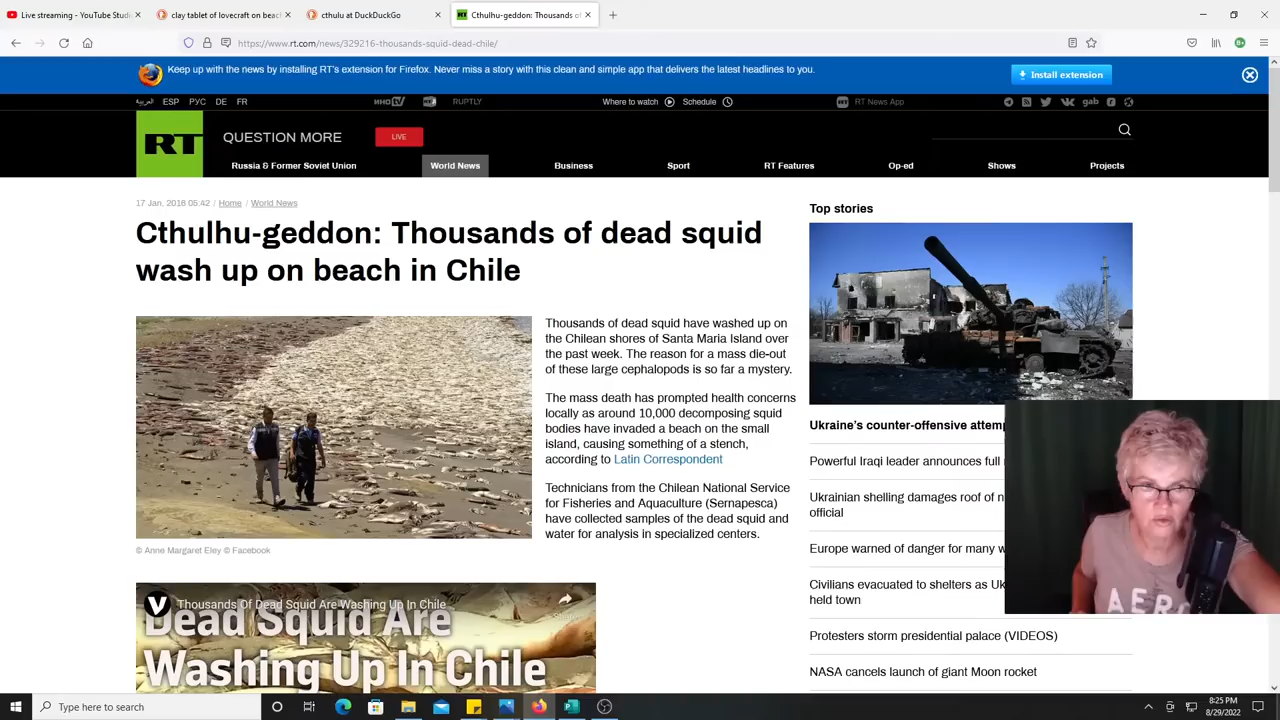 Live streaming - YouTube Studi
clay tablet of lovecraft on beach
cthulu at DuckDuckGo
Cthulhu-geddon: Thousands of
https://www.rt.com/news/329216-thousands-squid-dead-chile/
Keep up with the news by installing RT's extension for Firefox. Never miss a story with this clean and simple app that delivers the latest headlines to you.
Install extension
العربية ESP РУС DE FR
ИНОTV
RUPTLY
Where to watch
Schedule
RT News App
gab
RT
QUESTION MORE
LIVE
Russia & Former Soviet Union
World News
Business
Sport
RT Features
Op-ed
Shows
Projects
17 Jan, 2016 05:42 / Home / World News
Cthulhu-geddon: Thousands of dead squid
wash up on beach in Chile
Thousands of dead squid have washed up on
the Chilean shores of Santa Maria Island over
the past week. The reason for a mass die-out
of these large cephalopods is so far a mystery.
The mass death has prompted health concerns
locally as around 10,000 decomposing squid
bodies have invaded a beach on the small
island, causing something of a stench,
according to Latin Correspondent
Technicians from the Chilean National Service
for Fisheries and Aquaculture (Sernapesca)
have collected samples of the dead squid and
water for analysis in specialized centers.
© Anne Margaret Eley © Facebook
Thousands Of Dead Squid Are Washing Up In Chile
Dead Squid Are
Washing Up In Chile
Top stories
Ukraine's counter-offensive attemp
Powerful Iraqi leader announces full
Ukrainian shelling damages roof of n
official
Europe warned of danger for many w
Civilians evacuated to shelters as Uk
held town
Protesters storm presidential palace (VIDEOS)
NASA cancels launch of giant Moon rocket
AERO
Type here to search
8:25 PM
8/29/2022